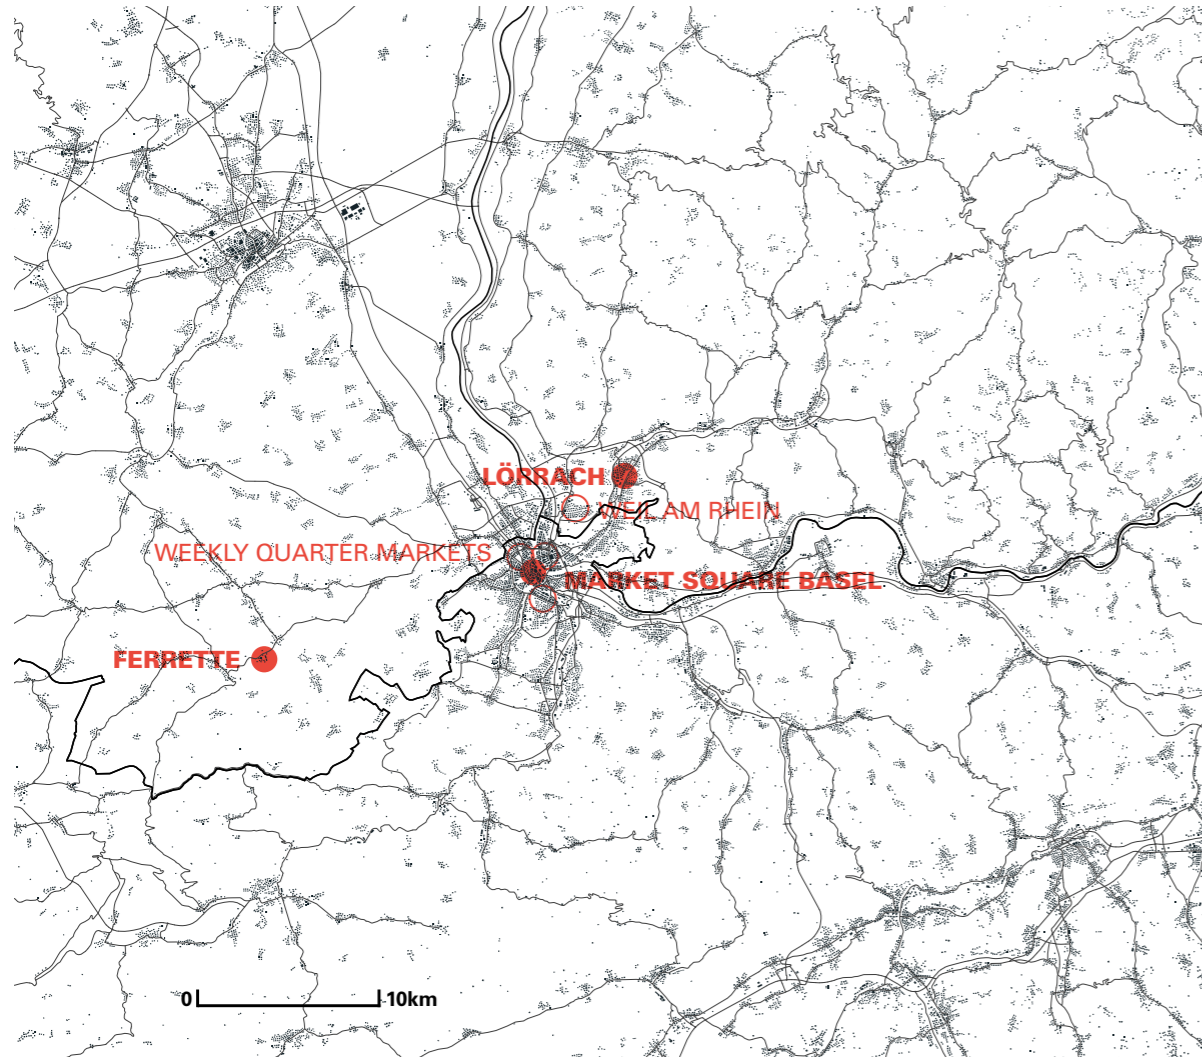 LÖRRACH
WEIL AM RHEIN
WEEKLY QUARTER MARKETS
MARKET SQUARE BASEL
FERRETTE
0 10km